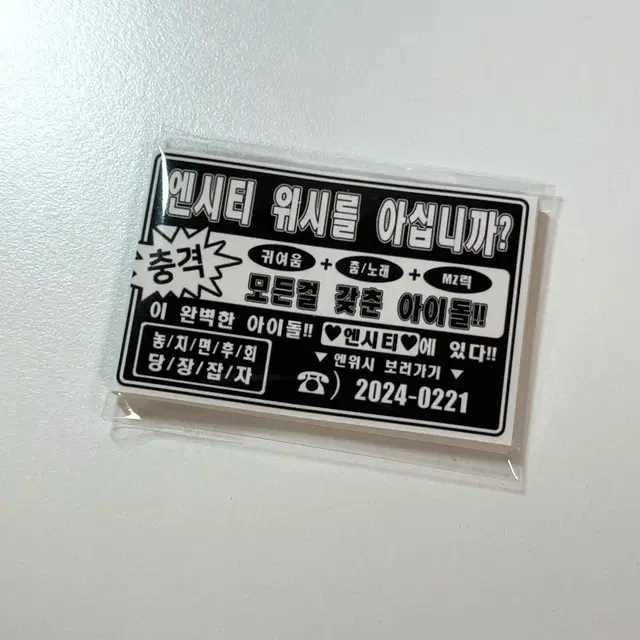 엔시티 위시를 아십니까?
충격
귀여움 + 춤/노래 + MZ력
모든걸 갖춘 아이돌!!
이 완벽한 아이돌!! ♥엔시티♥에 있다!!
놓/치/면/후/회
당/장/잡/자
▼ 엔위시 보러가기 ▼
☎) 2024-0221